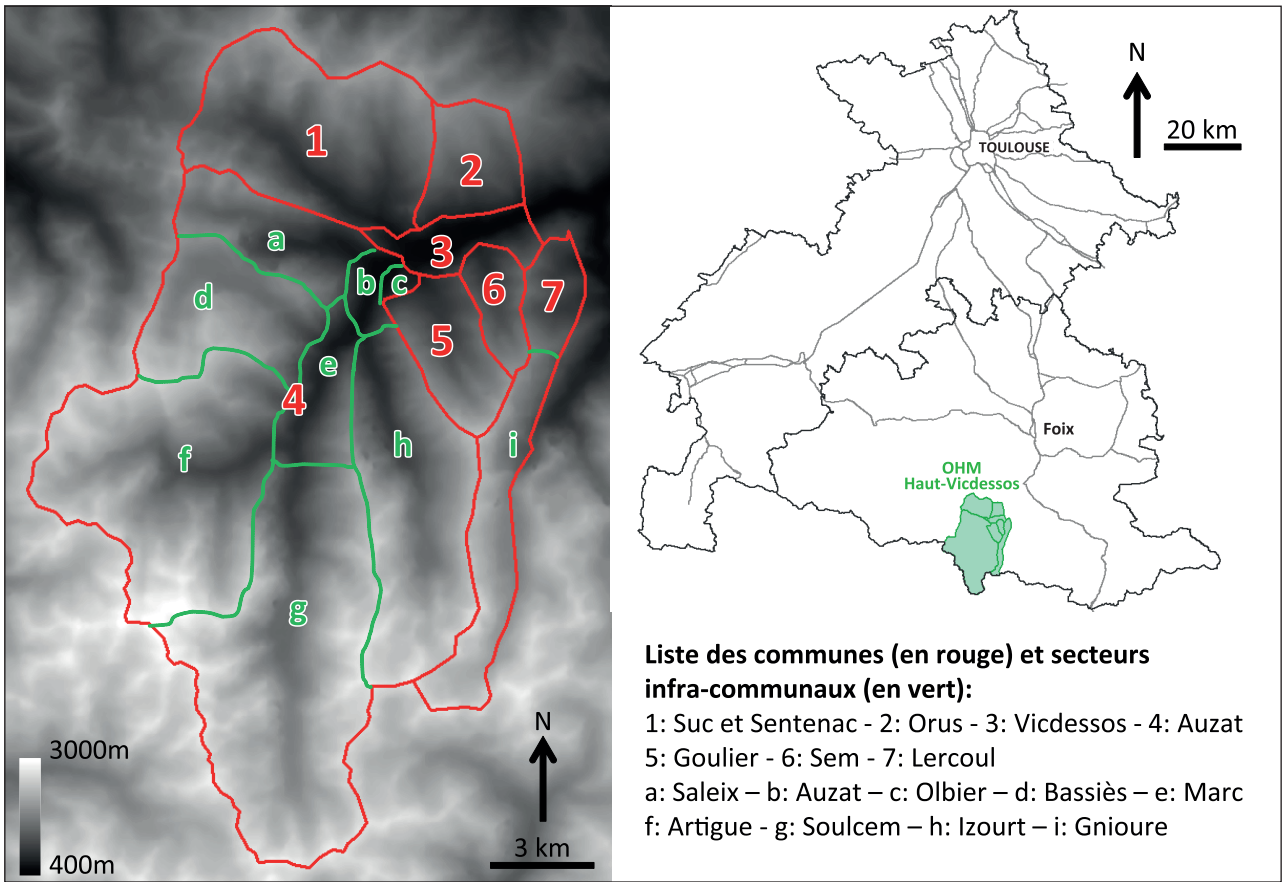 1
2
3
4
5
6
7
a
b
c
d
e
f
g
h
i
3000m
400m
N
3 km
N
20 km
TOULOUSE
Foix
OHM
Haut-Vicdessos
Liste des communes (en rouge) et secteurs
infra-communaux (en vert):
1: Suc et Sentenac - 2: Orus - 3: Vicdessos - 4: Auzat
5: Goulier - 6: Sem - 7: Lercoul
a: Saleix – b: Auzat – c: Olbier – d: Bassiès – e: Marc
f: Artigue - g: Soulcem – h: Izourt – i: Gnioure